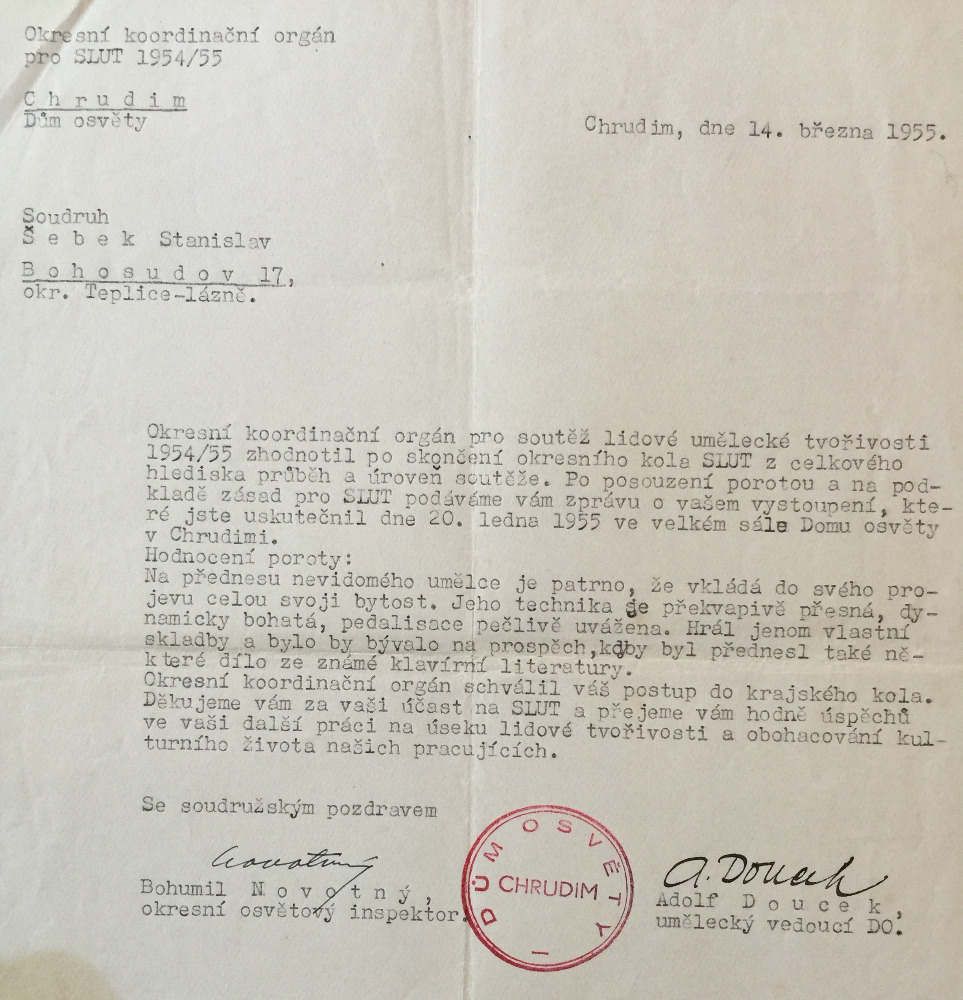 Okresní koordinační orgán
pro SLUT 1954/55
C h r u d i m
Dům osvěty
Chrudim, dne 14. března 1955.
Soudruh
Š e b e k Stanislav
B o h o s u d o v 17,
okr. Teplice-lázně.
Okresní koordinační orgán pro soutěž lidové umělecké tvořivosti
1954/55 zhodnotil po skončení okresního kola SLUT z celkového
hlediska průběh a úroveň soutěže. Po posouzení porotou a na pod-
kladě zásad pro SLUT podáváme vám zprávu o vašem vystoupení, kte-
ré jste uskutečnil dne 20. ledna 1955 ve velkém sále Domu osvěty
v Chrudimi.
Hodnocení poroty:
Na přednesu nevidomého umělce je patrno, že vkládá do svého pro-
jevu celou svoji bytost. Jeho technika je překvapivě přesná, dy-
namicky bohatá, pedalisace pečlivě uvážena. Hrál jenom vlastní
skladby a bylo by bývalo na prospěch,kdby byl přednesl také ně-
které dílo ze známé klavírní literatury.
Okresní koordinační orgán schválil váš postup do krajského kola.
Děkujeme vám za vaši účast na SLUT a přejeme vám hodně úspěchů
ve vaši další práci na úseku lidové tvořivosti a obohacování kul-
turního života našich pracujících.
Se soudružským pozdravem
DŮM OSVĚTY
CHRUDIM
Novotný
A. Doucek
Bohumil N o v o t n ý ,
okresní osvětový inspektor.
Adolf D o u c e k ,
umělecký vedoucí DO.